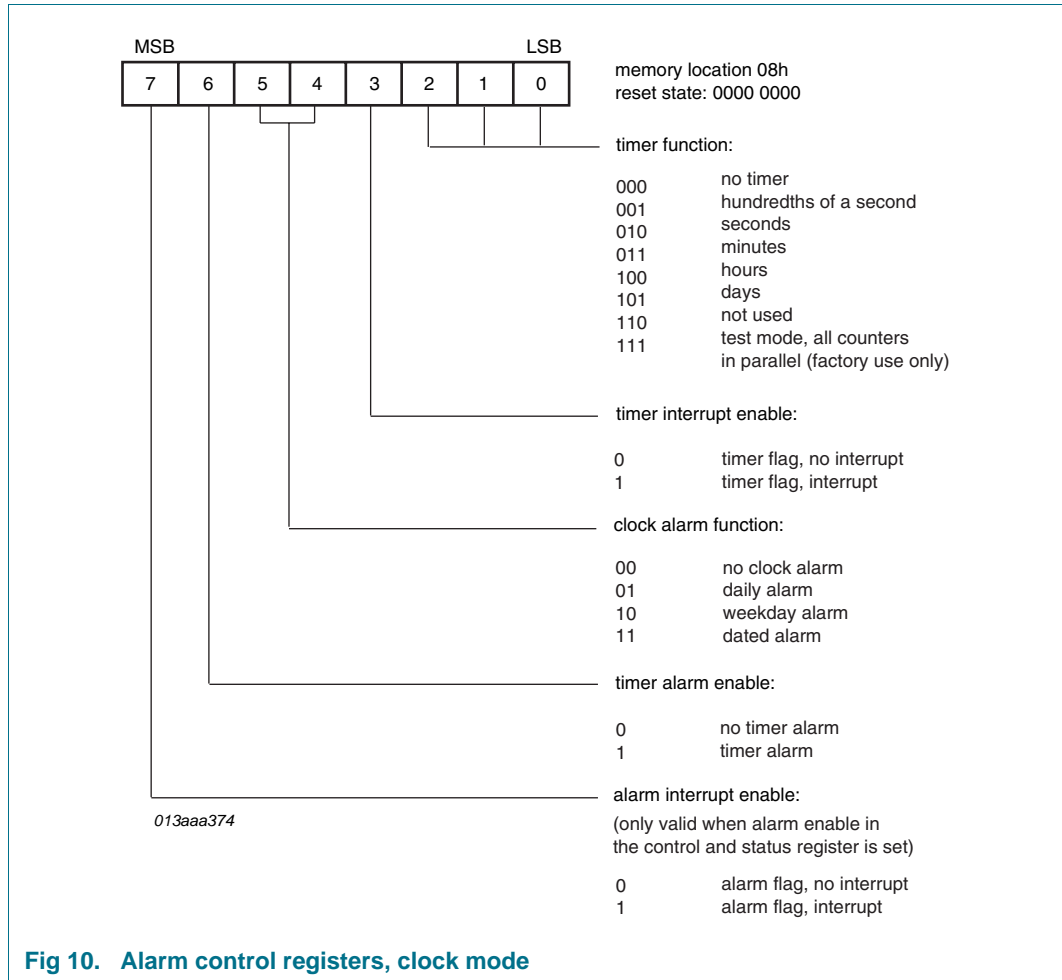 MSB LSB
7 6 5 4 3 2 1 0
memory location 08h
reset state: 0000 0000
timer function:
000 no timer
001 hundredths of a second
010 seconds
011 minutes
100 hours
101 days
110 not used
111 test mode, all counters
in parallel (factory use only)
timer interrupt enable:
0 timer flag, no interrupt
1 timer flag, interrupt
clock alarm function:
00 no clock alarm
01 daily alarm
10 weekday alarm
11 dated alarm
timer alarm enable:
0 no timer alarm
1 timer alarm
alarm interrupt enable:
013aaa374
(only valid when alarm enable in
the control and status register is set)
0 alarm flag, no interrupt
1 alarm flag, interrupt
Fig 10. Alarm control registers, clock mode